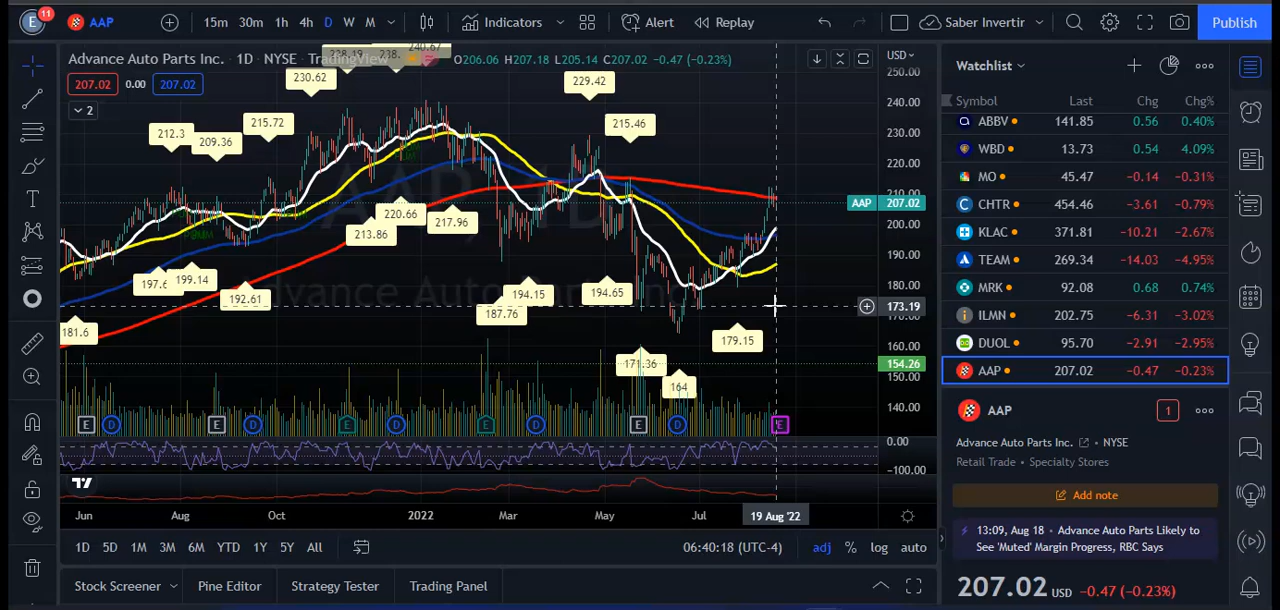 E
11
AAP
15m 30m 1h 4h D W M
Indicators
Alert
Replay
Saber Invertir
Publish
Advance Auto Parts Inc. · 1D · NYSE · TradingView
O206.06 H207.18 L205.14 C207.02 −0.47 (−0.23%)
207.02 0.00 207.02
2
USD
AAP, 1D
Advance Auto Parts Inc.
228.19
238.
240.67
230.62
229.42
212.3
209.36
215.72
215.46
213.86
220.66
217.96
197.6
199.14
192.61
187.76
194.15
194.65
181.6
179.15
171.36
164
250.00
240.00
230.00
220.00
210.00
AAP 207.02
200.00
190.00
180.00
173.19
170.00
160.00
154.26
150.00
140.00
0.00
−100.00
E D E D E D E D E D E
Jun Aug Oct 2022 Mar May Jul 19 Aug '22
1D 5D 1M 3M 6M YTD 1Y 5Y All
06:40:18 (UTC-4) adj % log auto
Stock Screener Pine Editor Strategy Tester Trading Panel
Watchlist
Symbol Last Chg Chg%
ABBV 141.85 0.56 0.40%
WBD 13.73 0.54 4.09%
MO 45.47 −0.14 −0.31%
CHTR 454.46 −3.61 −0.79%
KLAC 371.81 −10.21 −2.67%
TEAM 269.34 −14.03 −4.95%
MRK 92.08 0.68 0.74%
ILMN 202.75 −6.31 −3.02%
DUOL 95.70 −2.91 −2.95%
AAP 207.02 −0.47 −0.23%
AAP
1
Advance Auto Parts Inc. • NYSE
Retail Trade • Specialty Stores
Add note
13:09, Aug 18 • Advance Auto Parts Likely to
See 'Muted' Margin Progress, RBC Says
207.02 USD −0.47 (−0.23%)